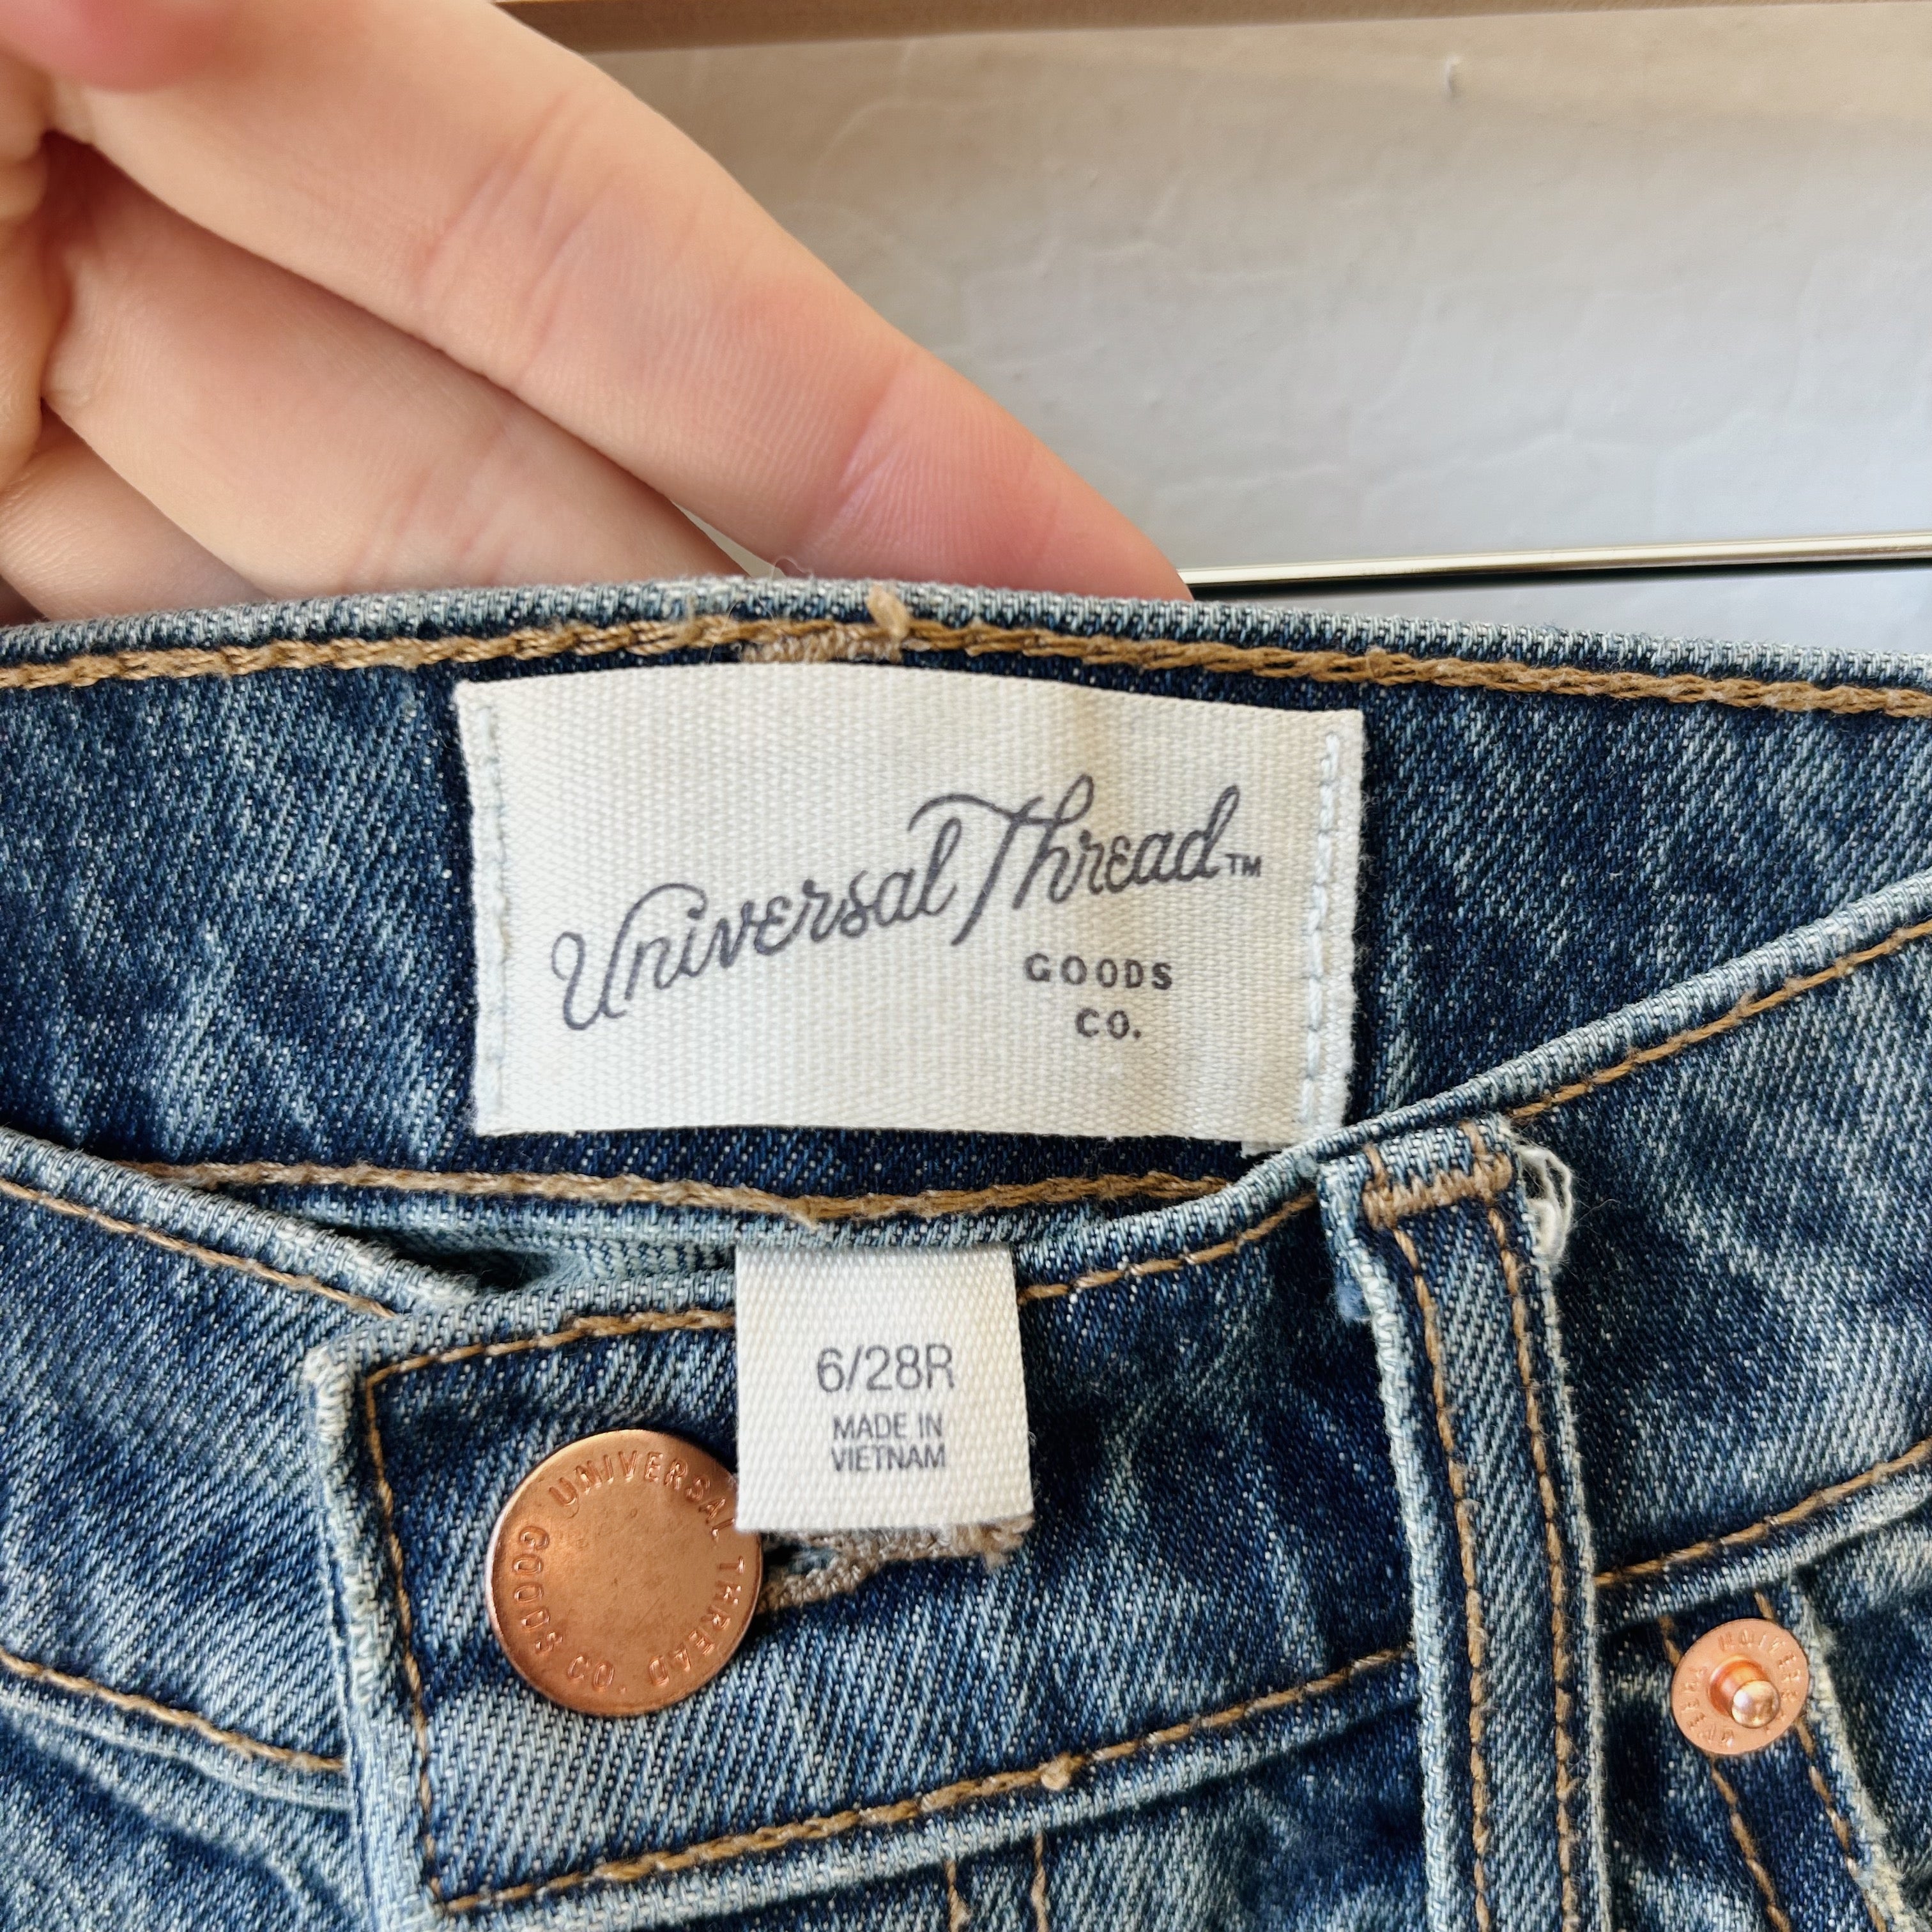 Universal Thread™
GOODS
CO.
6/28R
MADE IN
VIETNAM
UNIVERSAL THREAD GOODS CO.